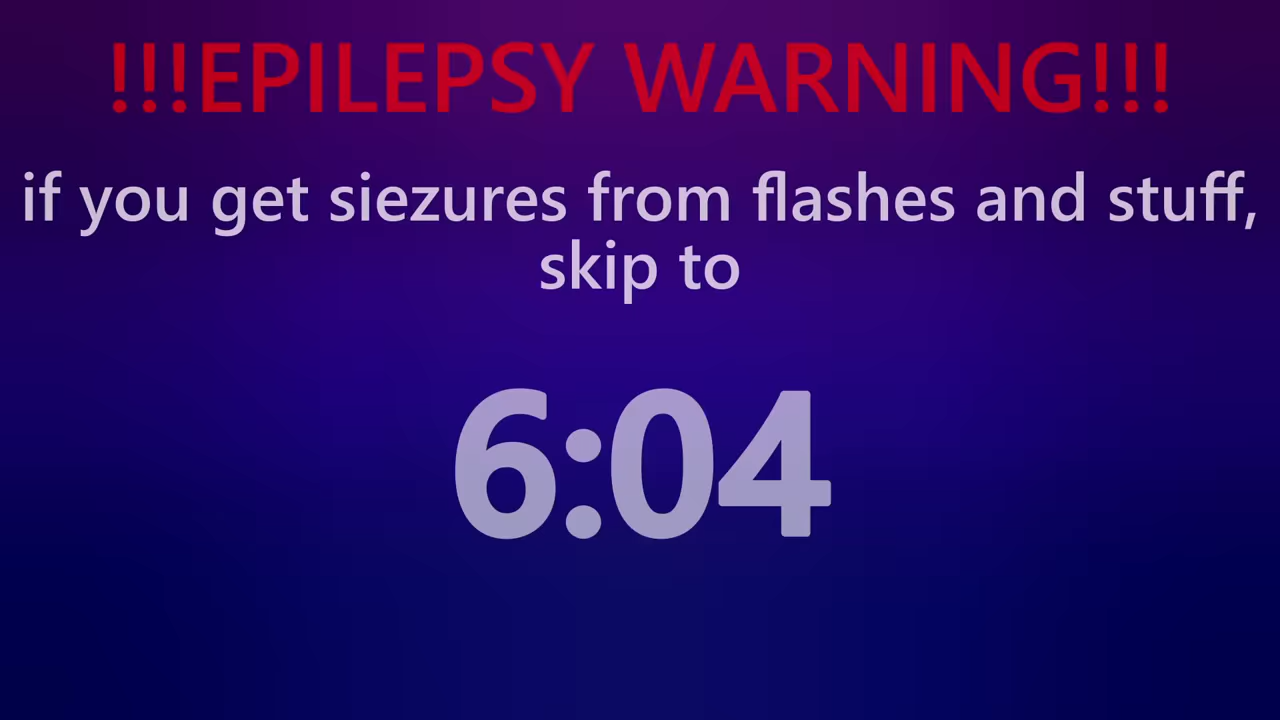 !!!EPILEPSY WARNING!!!
if you get siezures from flashes and stuff,
skip to
6:04